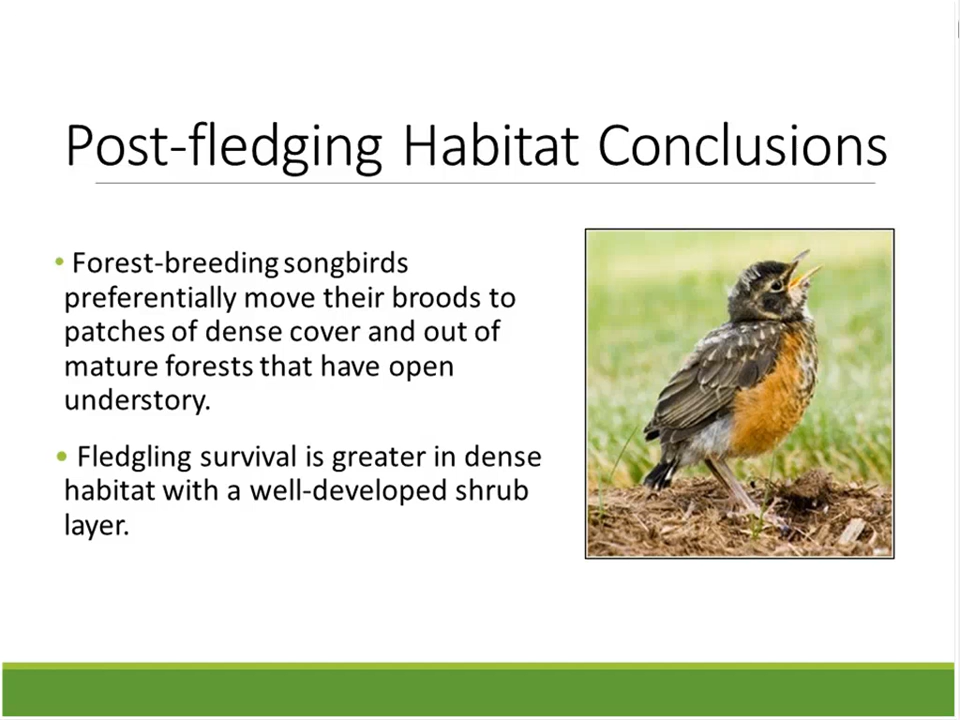 Post-fledging Habitat Conclusions
• Forest-breeding songbirds
preferentially move their broods to
patches of dense cover and out of
mature forests that have open
understory.
• Fledgling survival is greater in dense
habitat with a well-developed shrub
layer.